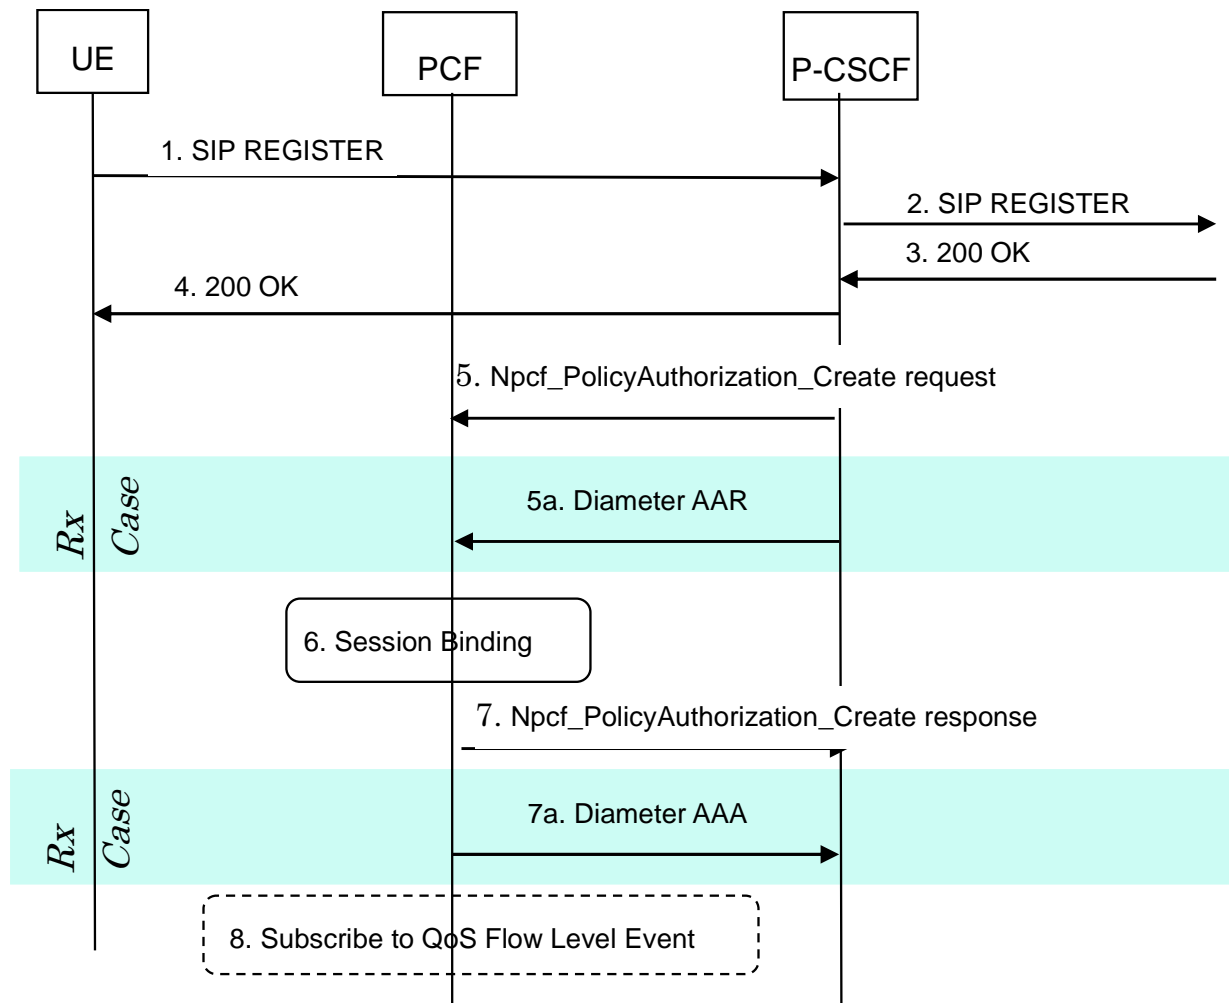 UE
PCF
P-CSCF
1. SIP REGISTER
2. SIP REGISTER
3. 200 OK
4. 200 OK
5. Npcf_PolicyAuthorization_Create request
Rx
Case
5a. Diameter AAR
6. Session Binding
7. Npcf_PolicyAuthorization_Create response
Rx
Case
7a. Diameter AAA
8. Subscribe to QoS Flow Level Event